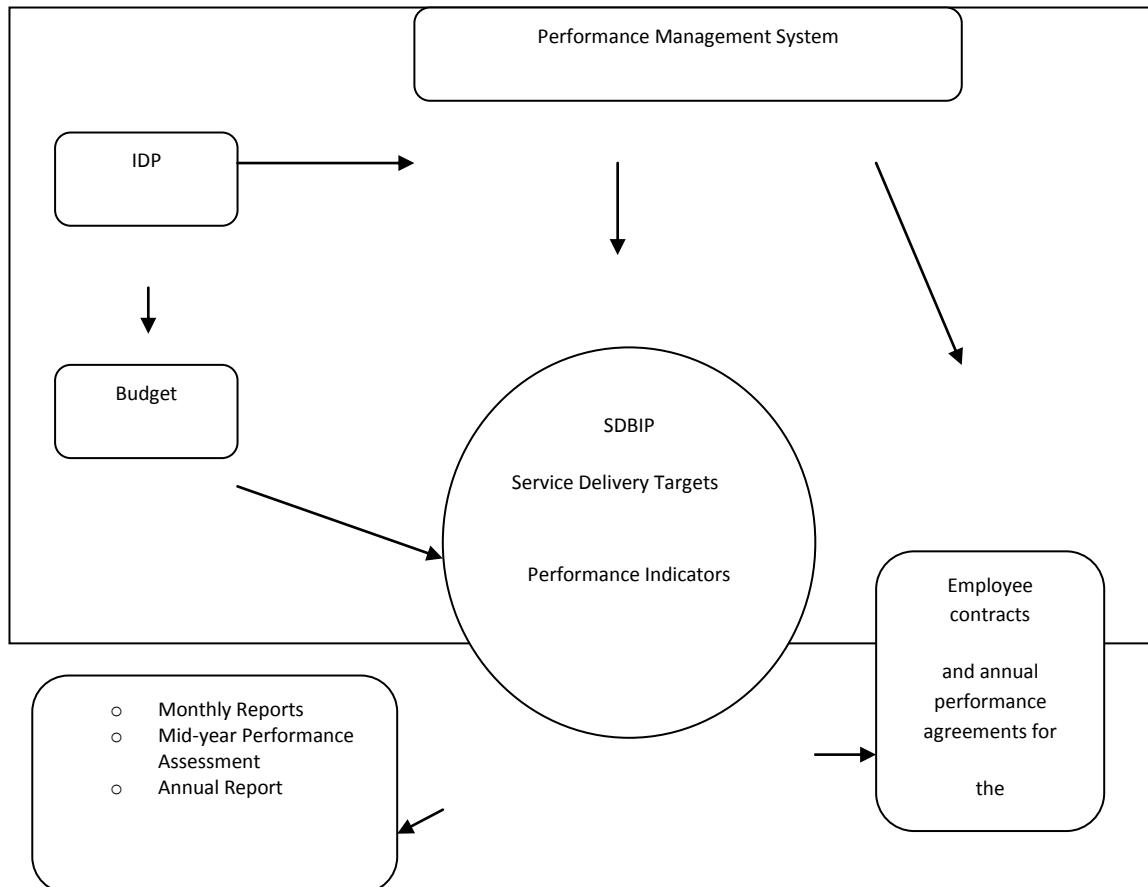 Performance Management System
IDP
Budget
SDBIP
Service Delivery Targets
Performance Indicators
Employee
contracts
and annual
performance
agreements for
the
o Monthly Reports
o Mid-year Performance
Assessment
o Annual Report